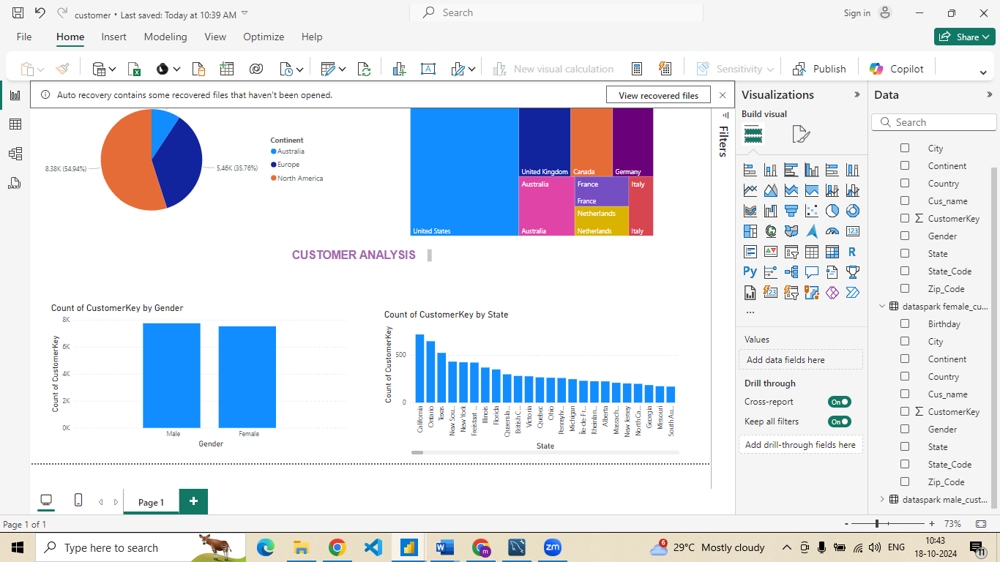 customer • Last saved: Today at 10:39 AM
Search
Sign in
File Home Insert Modeling View Optimize Help
Share
New visual calculation
Sensitivity
Publish
Copilot
Auto recovery contains some recovered files that haven't been opened.
View recovered files
8.38K (54.94%)
5.46K (35.76%)
Continent
Australia
Europe
North America
United States
United Kingdom
Canada
Germany
Australia
Australia
France
France
Netherlands
Netherlands
Italy
Italy
CUSTOMER ANALYSIS
Count of CustomerKey by Gender
Count of CustomerKey
8K
6K
4K
2K
0K
Male
Female
Gender
Count of CustomerKey by State
Count of CustomerKey
500
0
California
Ontario
Texas
New Sou...
New York
Freistaat ...
Illinois
Florida
Queensla...
British C...
Victoria
Quebec
Ohio
Pennsylv...
Michigan
Île-de-Fr...
Rheinlan...
Alberta
Massach...
New Jersey
North Ca...
Georgia
Missouri
South Au...
State
Filters
Visualizations
Build visual
123
R
Py
123
Values
Add data fields here
Drill through
Cross-report
On
Keep all filters
On
Add drill-through fields here
Data
Search
City
Continent
Country
Cus_name
CustomerKey
Gender
State
State_Code
Zip_Code
dataspark female_cu...
Birthday
City
Continent
Country
Cus_name
CustomerKey
Gender
State
State_Code
Zip_Code
dataspark male_cust...
DAX
Page 1
Page 1 of 1
- + 73%
Type here to search
W
m
zm
6
29°C Mostly cloudy
ENG
10:43
18-10-2024
11